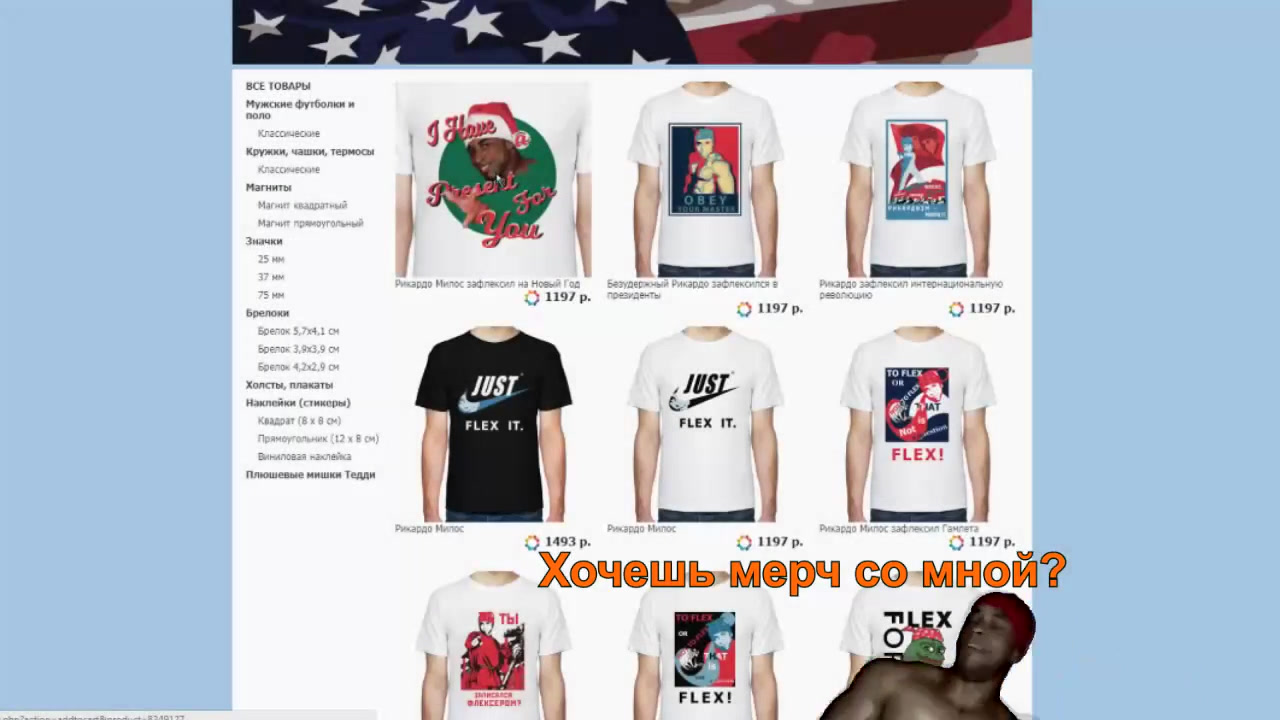 ВСЕ ТОВАРЫ
Мужские футболки и
поло
Классические
Кружки, чашки, термосы
Классические
Магниты
Магнит квадратный
Магнит прямоугольный
Значки
25 мм
37 мм
75 мм
Брелоки
Брелок 5,7x4,1 см
Брелок 3,9x3,9 см
Брелок 4,2x2,9 см
Холсты, плакаты
Наклейки (стикеры)
Квадрат (8 x 8 см)
Прямоугольник (12 x 8 см)
Виниловая наклейка
Плюшевые мишки Тедди
I Have
a
Present
For
You
Рикардо Милос зафлексил на Новый Год
1197 р.
OBEY
YOUR MASTER
Безудержный Рикардо зафлексился в
президенты
1197 р.
Рикардо зафлексил интернациональную
революцию
1197 р.
JUST
FLEX IT.
Рикардо Милос
1493 р.
JUST
FLEX IT.
Рикардо Милос
1197 р.
TO FLEX
OR
THAT
is
Not
FLEX!
Рикардо Милос зафлексил Гамлета
1197 р.
Хочешь мерч со мной?
ТЫ
ЗАПИСАЛСЯ
ФЛЕКСЕРОМ?
TO FLEX
OR
THAT
is
FLEX!
FLEX
FOR